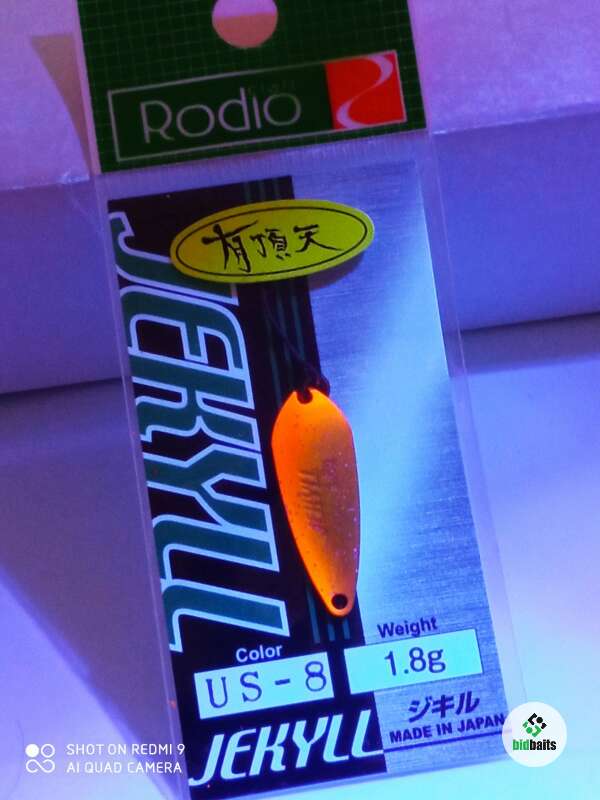 Rodio
有頂天
JEKYLL
JEKYLL
Color
US-8
Weight
1.8g
JEKYLL
ジキル
MADE IN JAPAN
SHOT ON REDMI 9
AI QUAD CAMERA
bidbaits